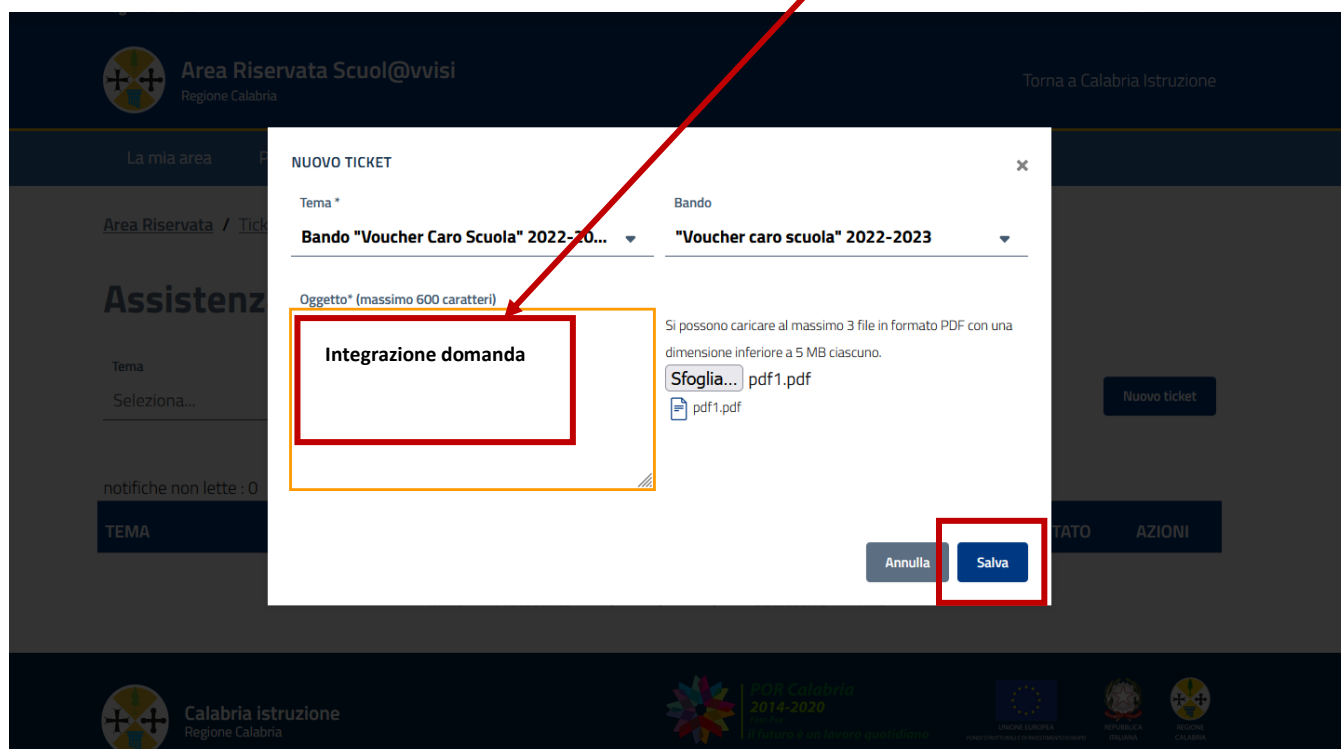 Area Riservata Scuol@vvisi
Regione Calabria
Torna a Calabria Istruzione
La mia area
P
NUOVO TICKET
×
Tema *
Bando
Bando "Voucher Caro Scuola" 2022-20...
"Voucher caro scuola" 2022-2023
Area Riservata / Tick
Assistenz
Oggetto* (massimo 600 caratteri)
Integrazione domanda
Si possono caricare al massimo 3 file in formato PDF con una
dimensione inferiore a 5 MB ciascuno.
Sfoglia... pdf1.pdf
pdf1.pdf
Tema
Seleziona...
Nuovo ticket
notifiche non lette : 0
TEMA
TATO
AZIONI
Annulla
Salva
Calabria istruzione
Regione Calabria
POR Calabria
2014-2020
il futuro è un lavoro quotidiano
UNIONE EUROPEA
REPUBBLICA
ITALIANA
REGIONE
CALABRIA